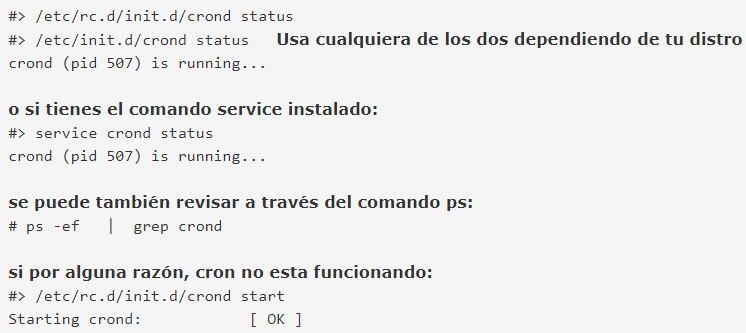 #> /etc/rc.d/init.d/crond status
#> /etc/init.d/crond status   Usa cualquiera de los dos dependiendo de tu distro
crond (pid 507) is running...
o si tienes el comando service instalado:
#> service crond status
crond (pid 507) is running...
se puede también revisar a través del comando ps:
# ps -ef   |  grep crond
si por alguna razón, cron no esta funcionando:
#> /etc/rc.d/init.d/crond start
Starting crond:            [ OK ]